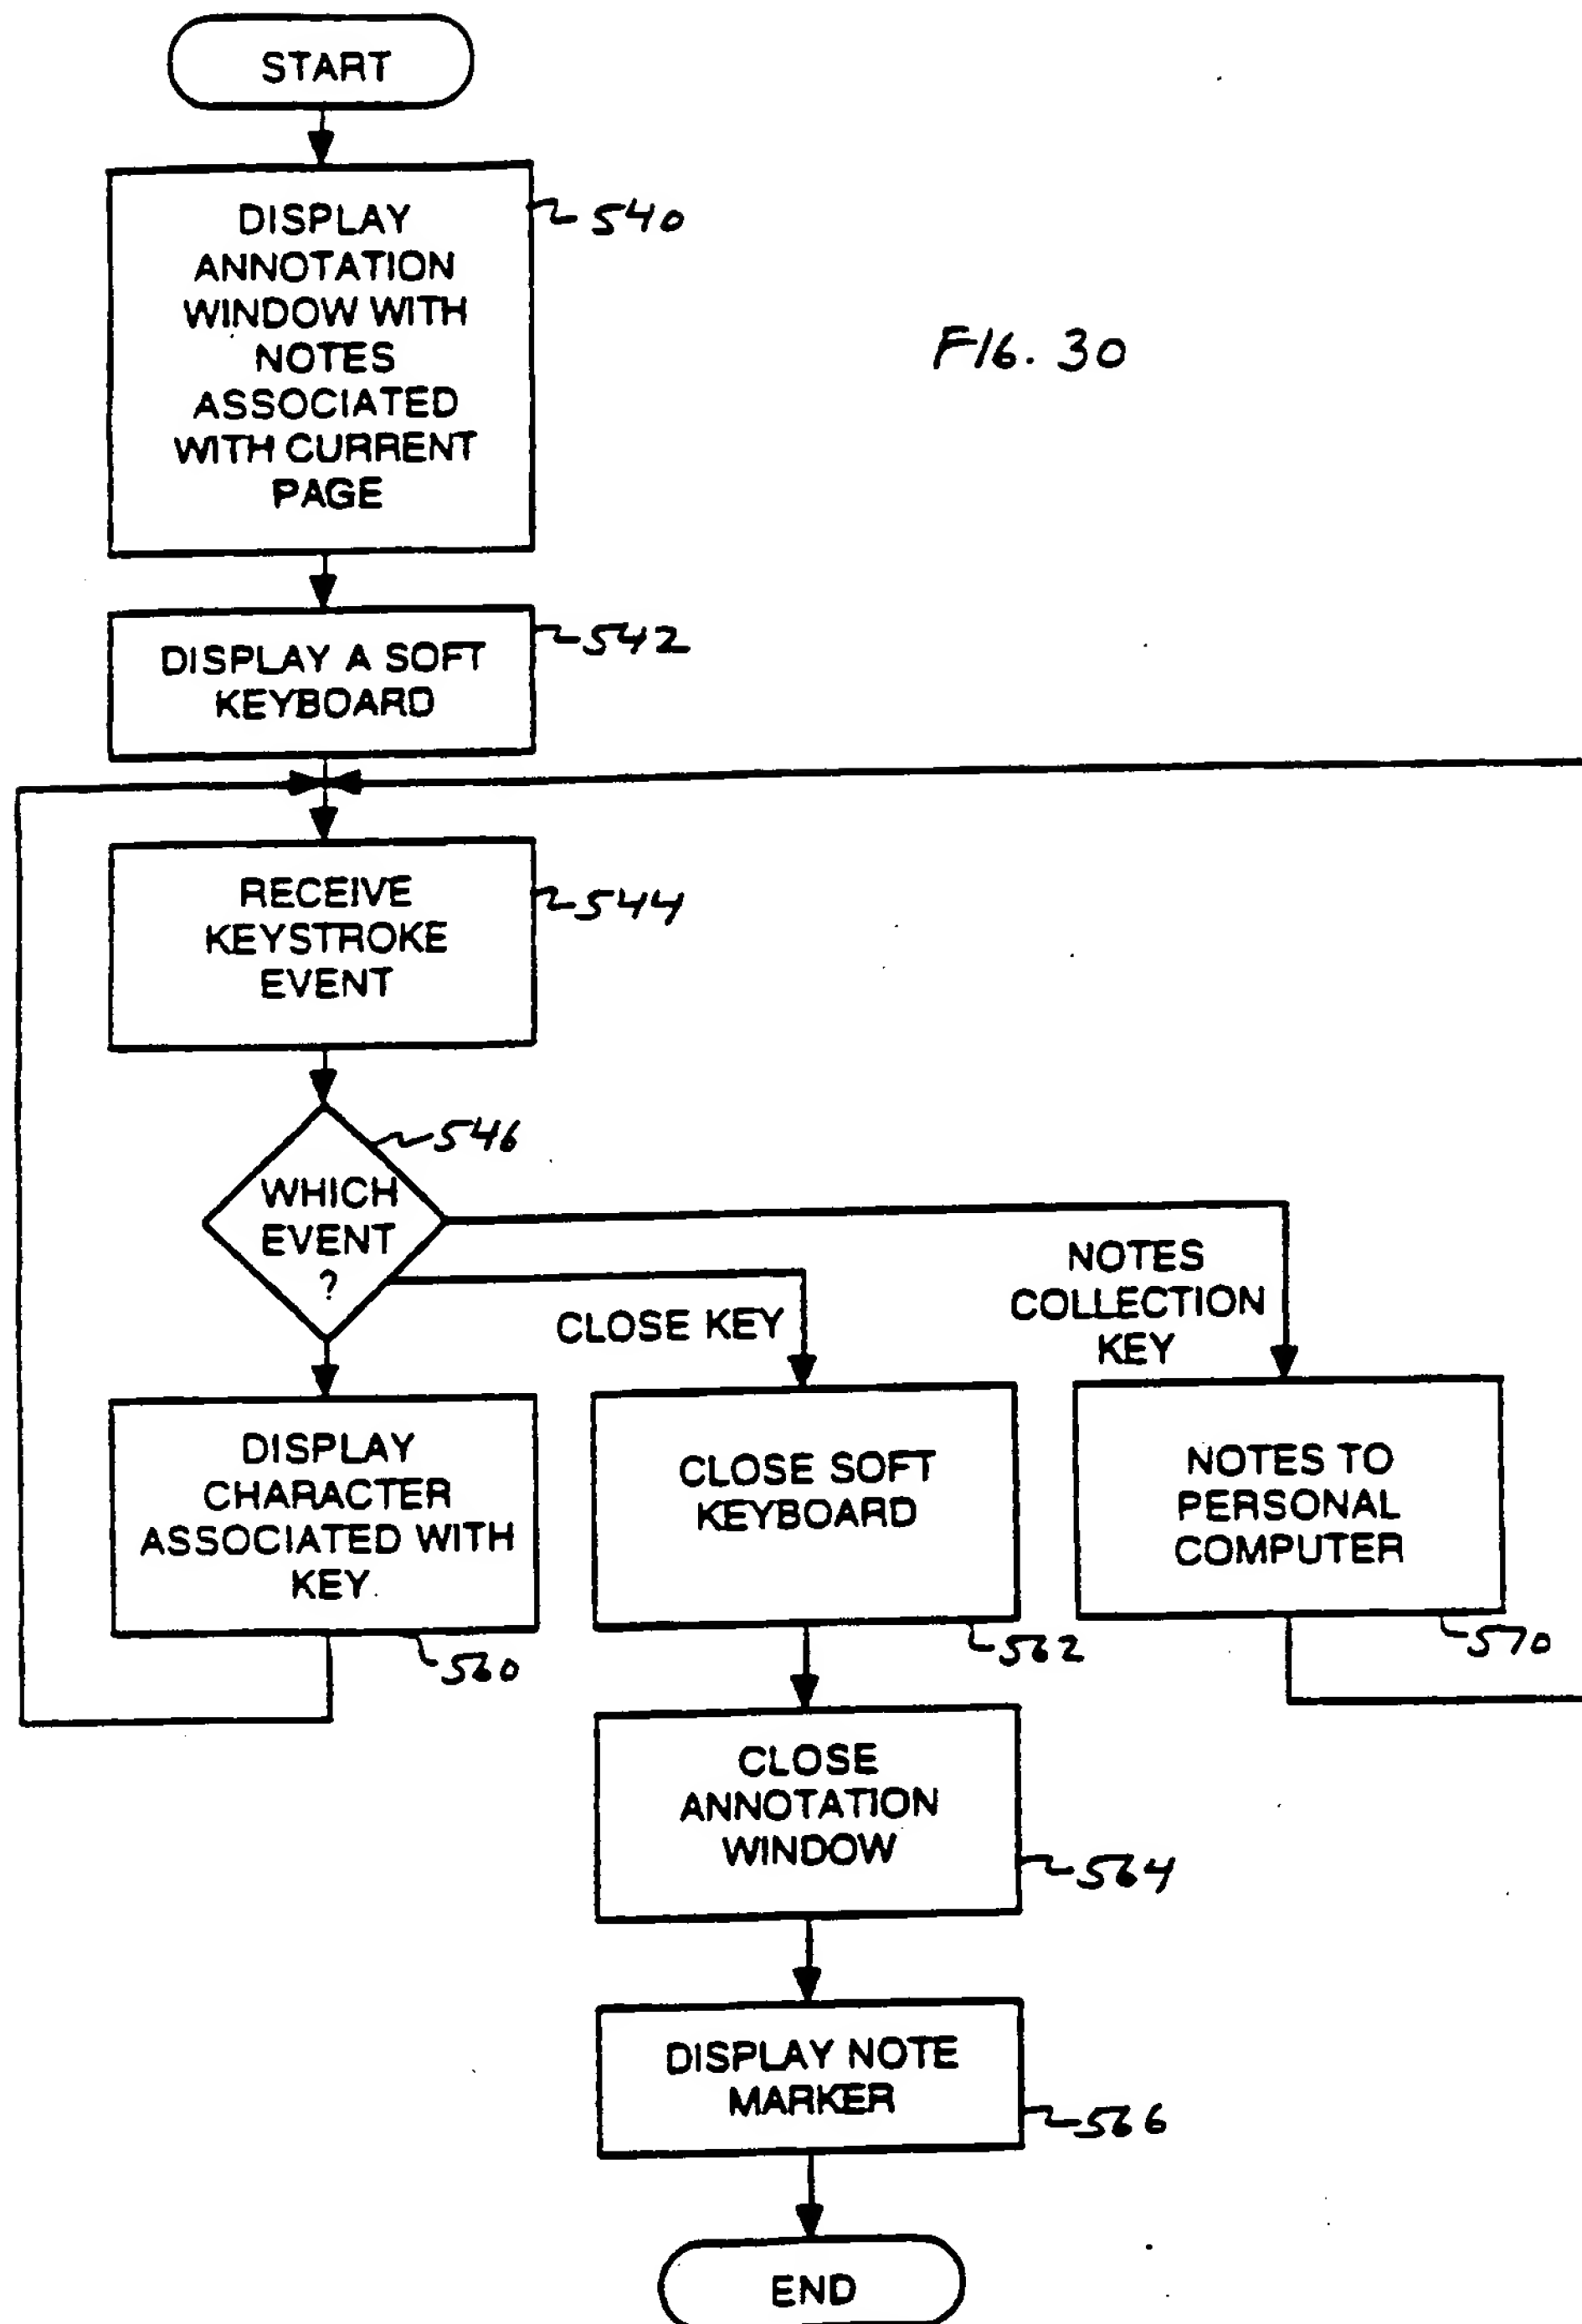 START
DISPLAY
ANNOTATION
WINDOW WITH
NOTES
ASSOCIATED
WITH CURRENT
PAGE
540
FIG. 30
DISPLAY A SOFT
KEYBOARD
542
RECEIVE
KEYSTROKE
EVENT
544
WHICH
EVENT
?
546
CLOSE KEY
NOTES
COLLECTION
KEY
DISPLAY
CHARACTER
ASSOCIATED WITH
KEY
560
CLOSE SOFT
KEYBOARD
562
NOTES TO
PERSONAL
COMPUTER
570
CLOSE
ANNOTATION
WINDOW
564
DISPLAY NOTE
MARKER
566
END